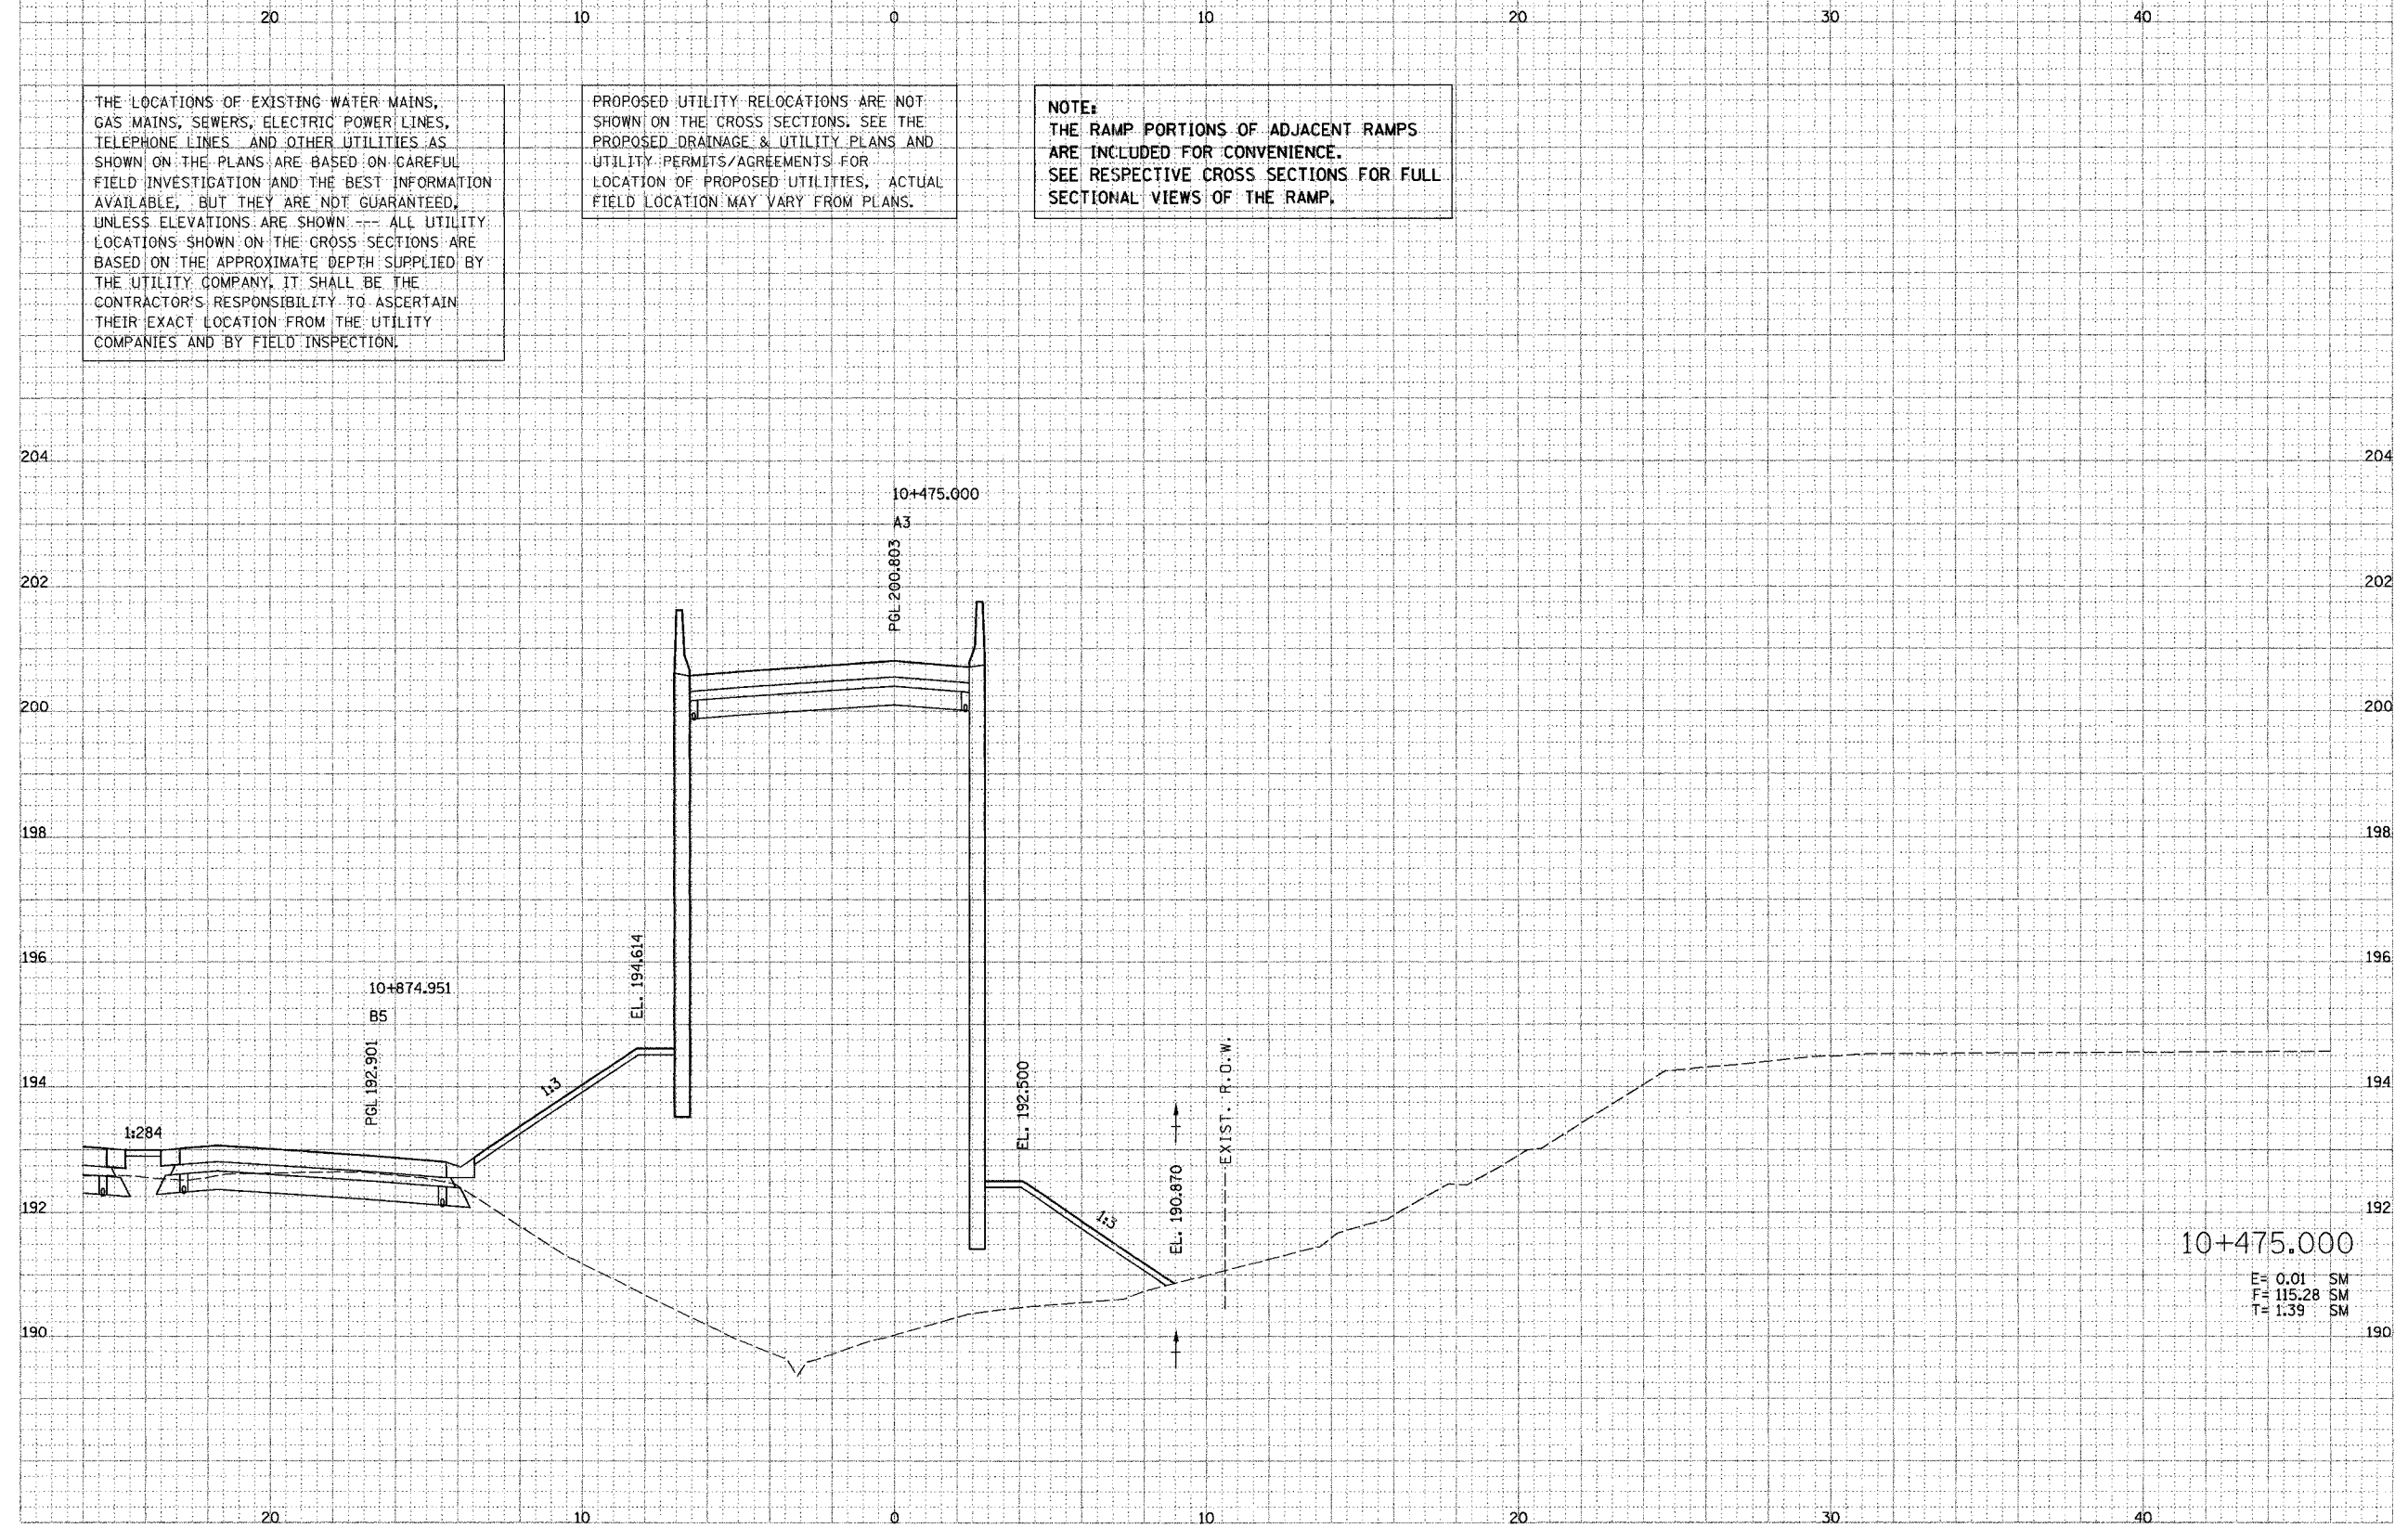 20 10 0 10 20 30 40
THE LOCATIONS OF EXISTING WATER MAINS,
GAS MAINS, SEWERS, ELECTRIC POWER LINES,
TELEPHONE LINES AND OTHER UTILITIES AS
SHOWN ON THE PLANS ARE BASED ON CAREFUL
FIELD INVESTIGATION AND THE BEST INFORMATION
AVAILABLE, BUT THEY ARE NOT GUARANTEED.
UNLESS ELEVATIONS ARE SHOWN --- ALL UTILITY
LOCATIONS SHOWN ON THE CROSS SECTIONS ARE
BASED ON THE APPROXIMATE DEPTH SUPPLIED BY
THE UTILITY COMPANY. IT SHALL BE THE
CONTRACTOR'S RESPONSIBILITY TO ASCERTAIN
THEIR EXACT LOCATION FROM THE UTILITY
COMPANIES AND BY FIELD INSPECTION.
PROPOSED UTILITY RELOCATIONS ARE NOT
SHOWN ON THE CROSS SECTIONS. SEE THE
PROPOSED DRAINAGE & UTILITY PLANS AND
UTILITY PERMITS/AGREEMENTS FOR
LOCATION OF PROPOSED UTILITIES, ACTUAL
FIELD LOCATION MAY VARY FROM PLANS.
NOTE:
THE RAMP PORTIONS OF ADJACENT RAMPS
ARE INCLUDED FOR CONVENIENCE.
SEE RESPECTIVE CROSS SECTIONS FOR FULL
SECTIONAL VIEWS OF THE RAMP.
204 204
10+475.000
A3
PGL 200.803
202 202
200 200
198 198
EL. 194.614
196 196
10+874.951
B5
PGL 192.901
1:3
194 194
1:284
EL. 192.500
EXIST. R.O.W.
EL. 190.870
1:3
192 192
10+475.000
E= 0.01 SM
F= 115.28 SM
T= 1.39 SM
190 190
20 10 0 10 20 30 40